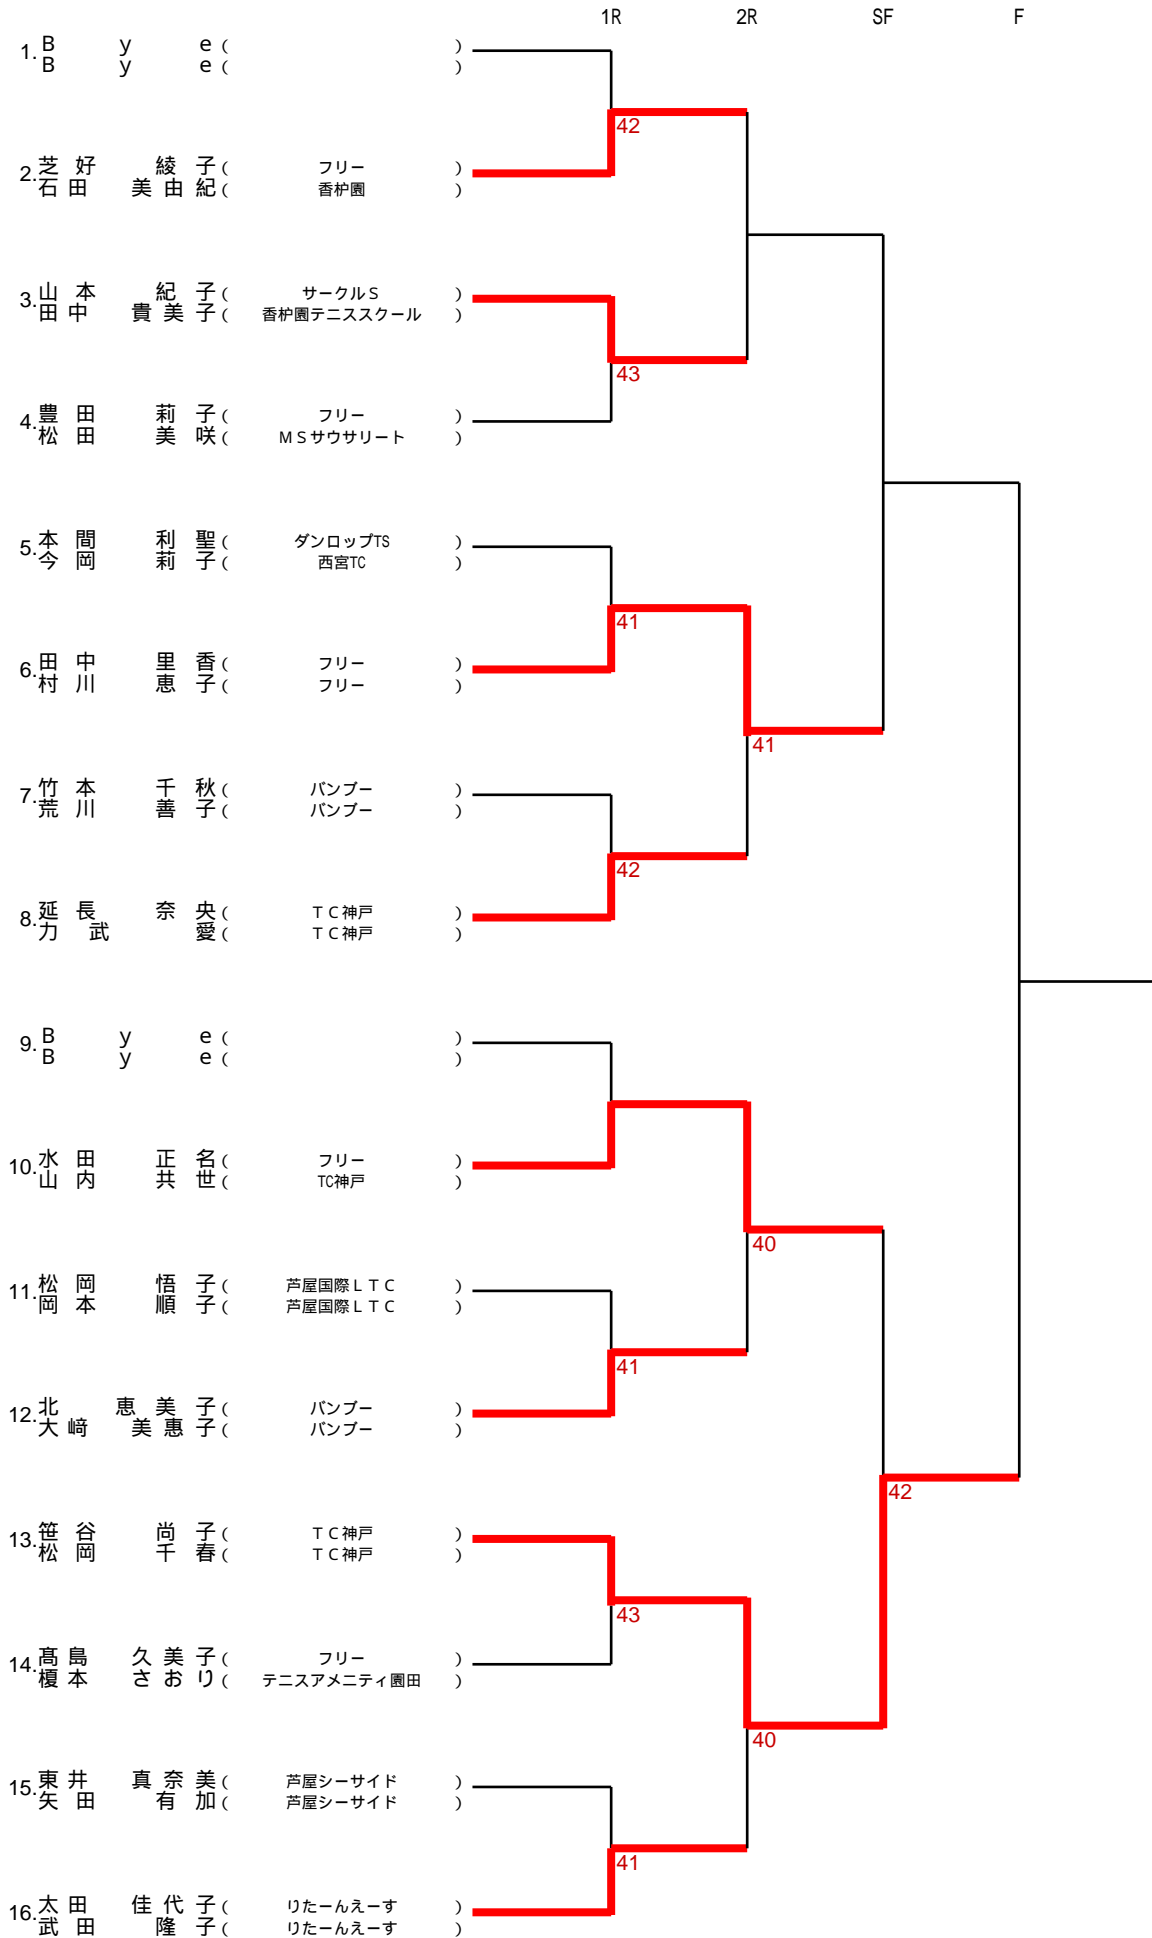 1R 2R SF F
1. Bye ( )
Bye ( )
42
2. 芝好 綾子 ( フリー )
石田 美由紀 ( 香枦園 )
3. 山本 紀子 ( サークルS )
田中 貴美子 ( 香枦園テニススクール )
43
4. 豊田 莉子 ( フリー )
松田 美咲 ( MSサウサリート )
5. 本間 利聖 ( ダンロップTS )
今岡 莉子 ( 西宮TC )
41
6. 田中 里香 ( フリー )
村川 恵子 ( フリー )
41
7. 竹本 千秋 ( バンブー )
荒川 善子 ( バンブー )
42
8. 延長 奈央 ( TC神戸 )
力武 愛 ( TC神戸 )
9. Bye ( )
Bye ( )
10. 水田 正名 ( フリー )
山内 共世 ( TC神戸 )
40
11. 松岡 悟子 ( 芦屋国際LTC )
岡本 順子 ( 芦屋国際LTC )
41
12. 北 恵美子 ( バンブー )
大﨑 美惠子 ( バンブー )
42
13. 笹谷 尚子 ( TC神戸 )
松岡 千春 ( TC神戸 )
43
14. 髙島 久美子 ( フリー )
榎本 さおり ( テニスアメニティ園田 )
40
15. 東井 真奈美 ( 芦屋シーサイド )
矢田 有加 ( 芦屋シーサイド )
41
16. 太田 佳代子 ( りたーんえーす )
武田 隆子 ( りたーんえーす )